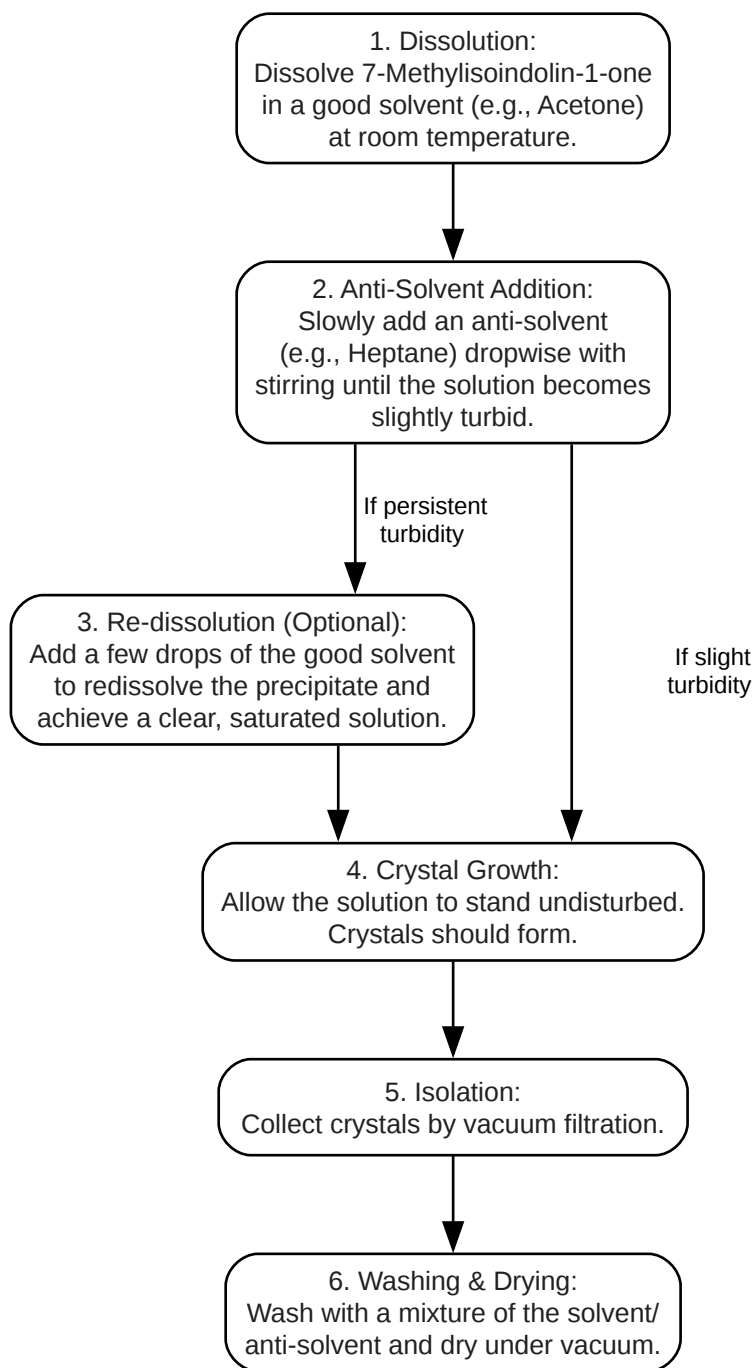 1. Dissolution:
Dissolve 7-Methylisoindolin-1-one
in a good solvent (e.g., Acetone)
at room temperature.
2. Anti-Solvent Addition:
Slowly add an anti-solvent
(e.g., Heptane) dropwise with
stirring until the solution becomes
slightly turbid.
If persistent
turbidity
3. Re-dissolution (Optional):
Add a few drops of the good solvent
to redissolve the precipitate and
achieve a clear, saturated solution.
If slight
turbidity
4. Crystal Growth:
Allow the solution to stand undisturbed.
Crystals should form.
5. Isolation:
Collect crystals by vacuum filtration.
6. Washing & Drying:
Wash with a mixture of the solvent/
anti-solvent and dry under vacuum.